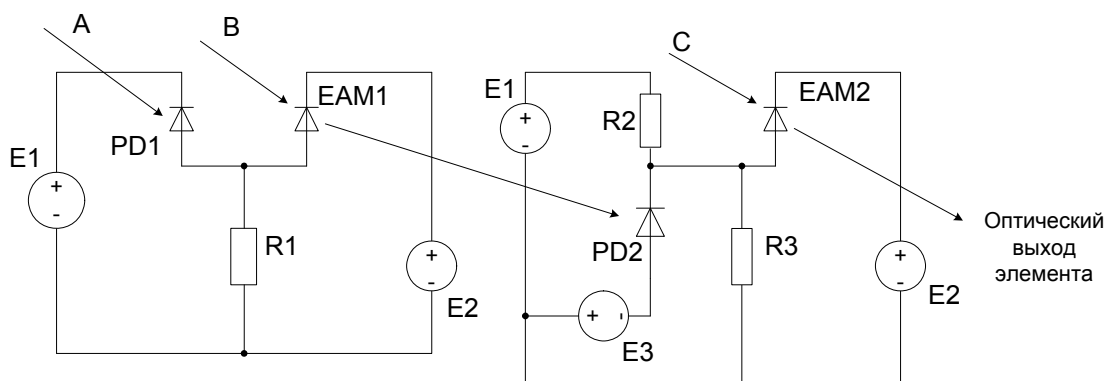 A
B
C
E1
PD1
EAM1
R1
E2
E1
R2
PD2
E3
R3
EAM2
E2
Оптический
выход
элемента